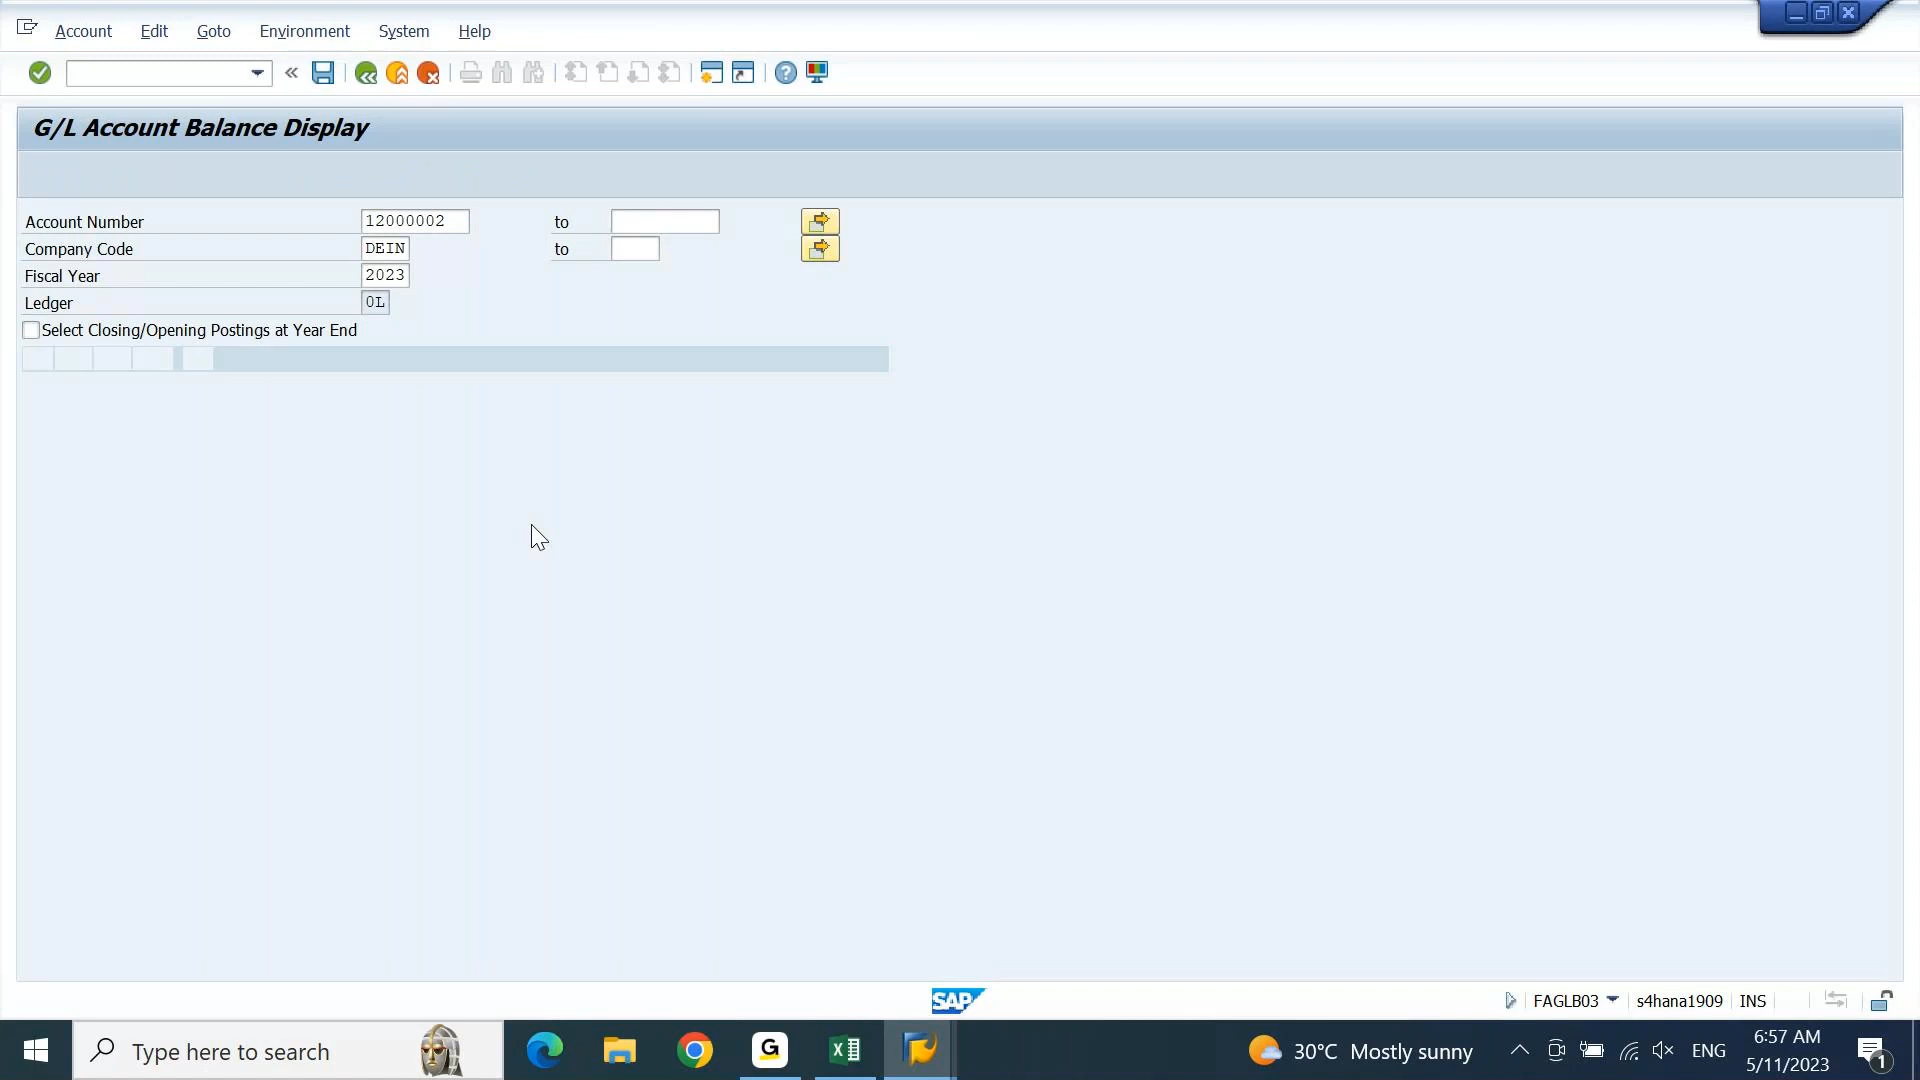 Account Edit Goto Environment System Help
G/L Account Balance Display
Account Number 12000002 to
Company Code DEIN to
Fiscal Year 2023
Ledger 0L
Select Closing/Opening Postings at Year End
SAP
FAGLB03 s4hana1909 INS
Type here to search
G
X
30°C Mostly sunny
ENG
6:57 AM
5/11/2023
1